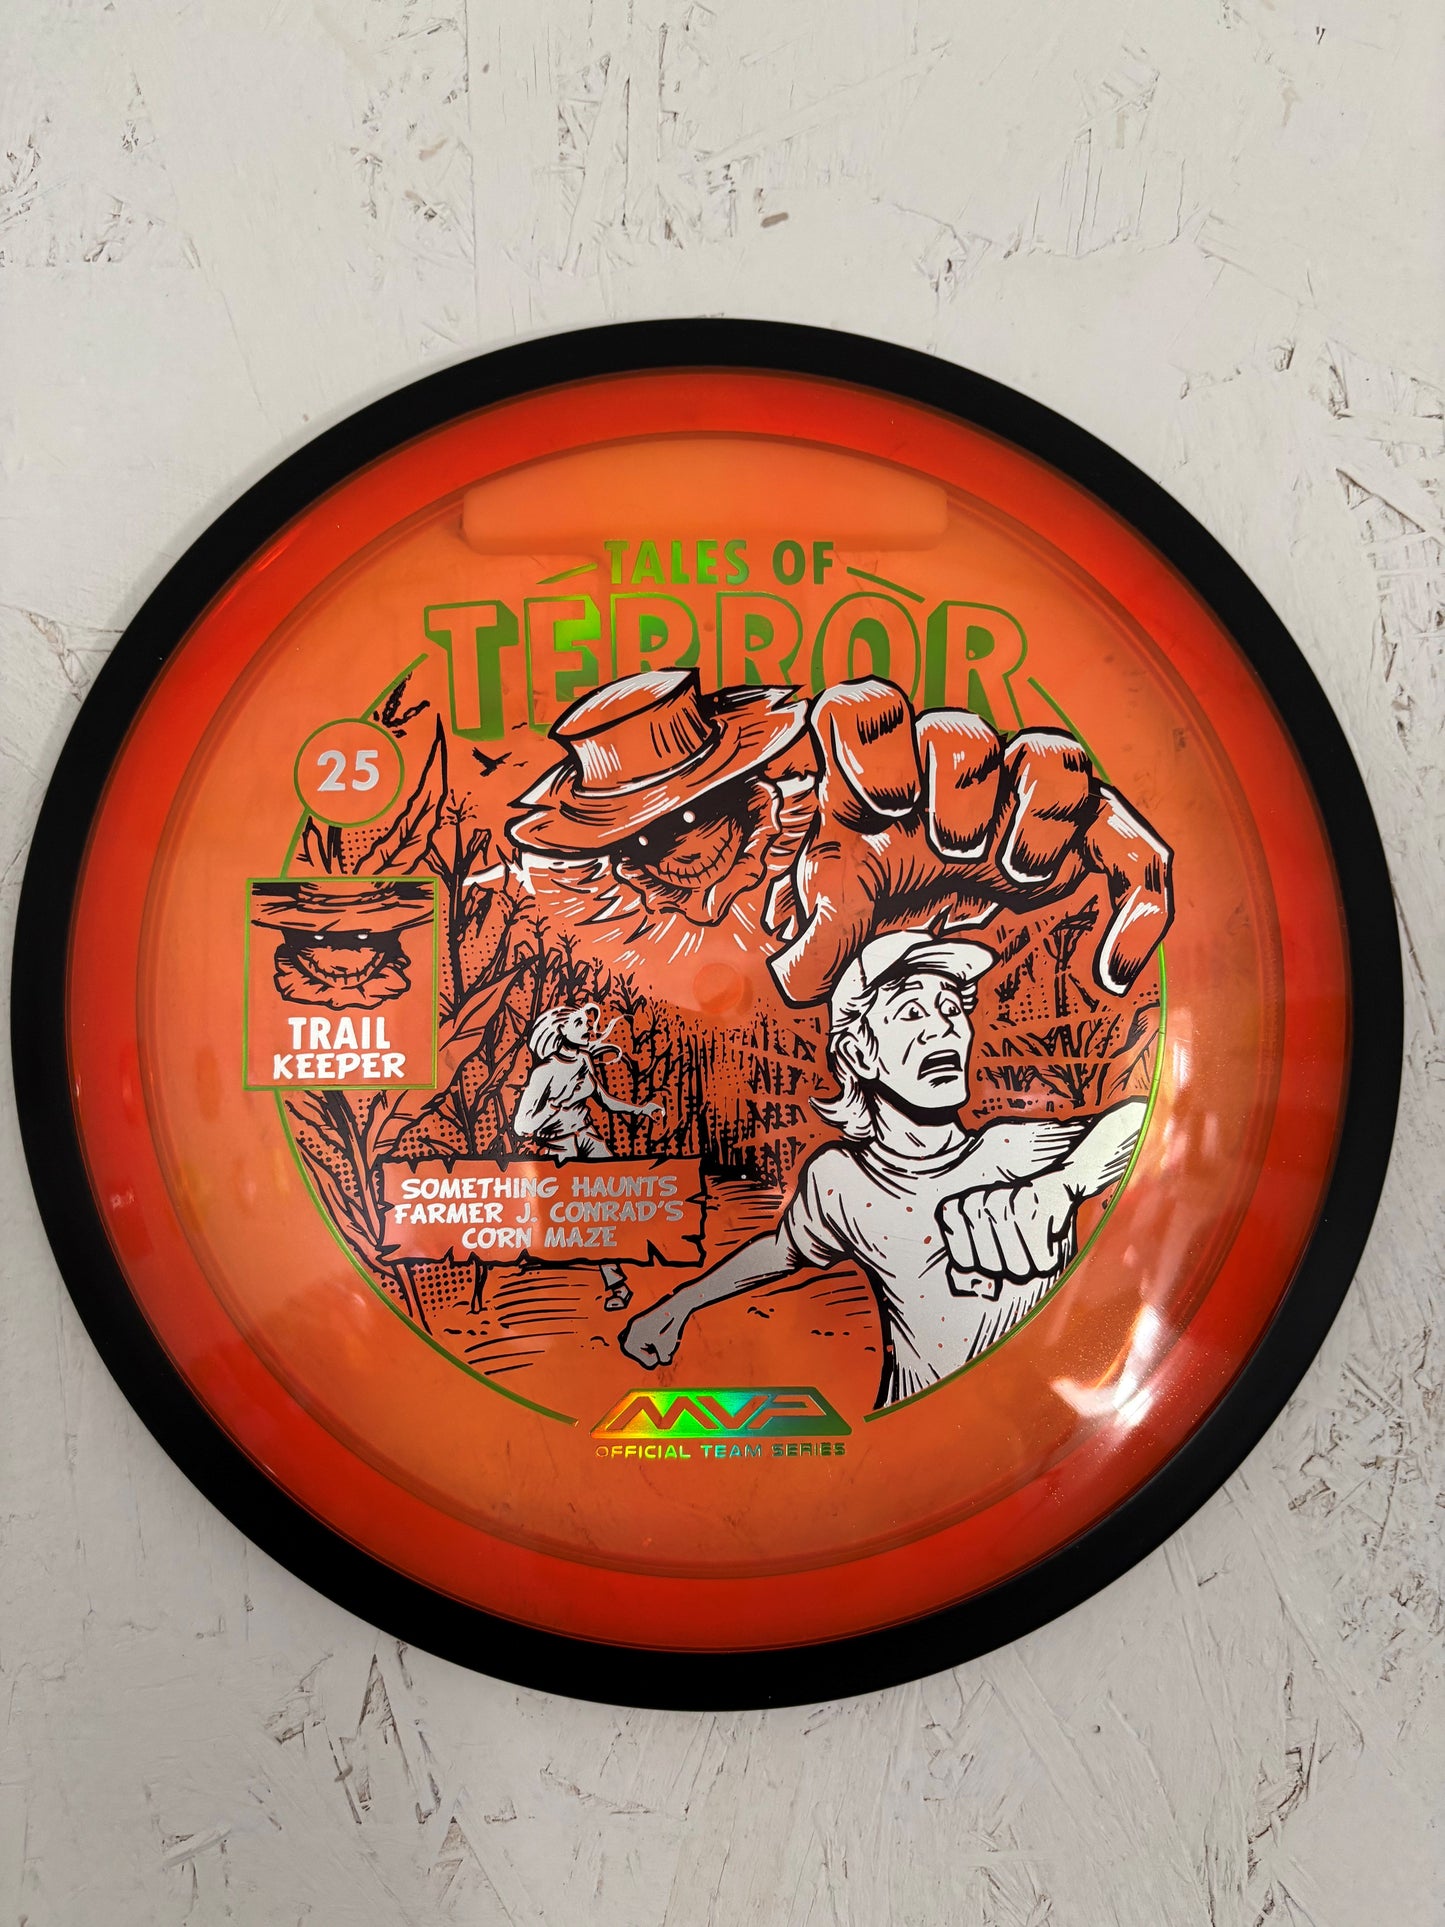 TALES OF
TERROR
25
TRAIL
KEEPER
SOMETHING HAUNTS
FARMER J. CONRAD'S
CORN MAZE
MVP
OFFICIAL TEAM SERIES